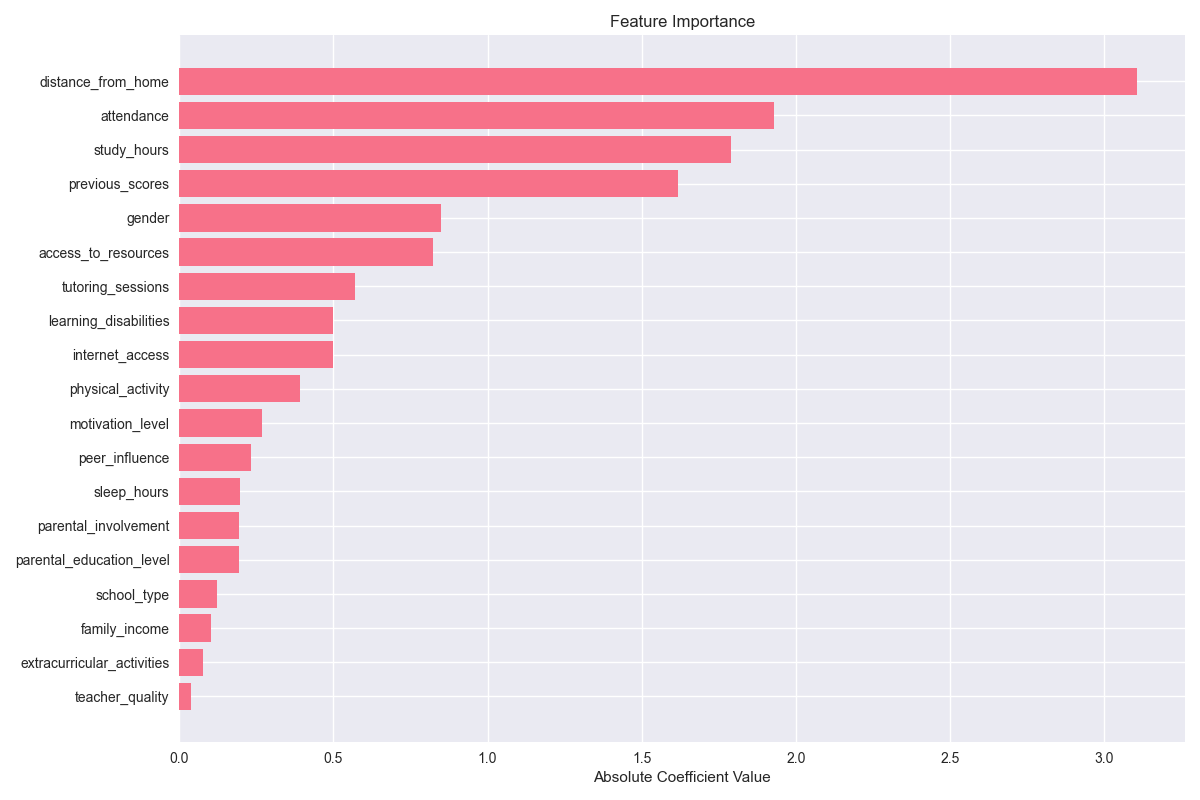 Feature Importance
distance_from_home
attendance
study_hours
previous_scores
gender
access_to_resources
tutoring_sessions
learning_disabilities
internet_access
physical_activity
motivation_level
peer_influence
sleep_hours
parental_involvement
parental_education_level
school_type
family_income
extracurricular_activities
teacher_quality
0.0 0.5 1.0 1.5 2.0 2.5 3.0
Absolute Coefficient Value